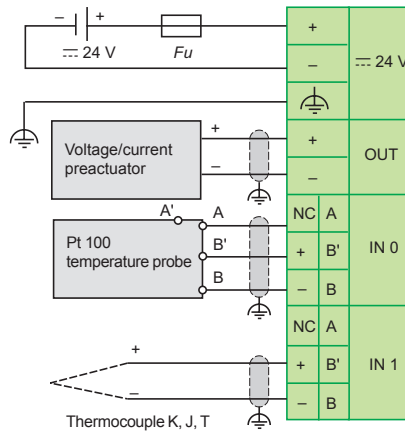 – +
⎓ 24 V
Fu
+
–
⎓ 24 V
Voltage/current
preactuator
+
–
+
–
OUT
Pt 100
temperature probe
A'
A
B'
B
NC A
+ B'
– B
IN 0
NC A
+ B'
– B
IN 1
+
–
Thermocouple K, J, T